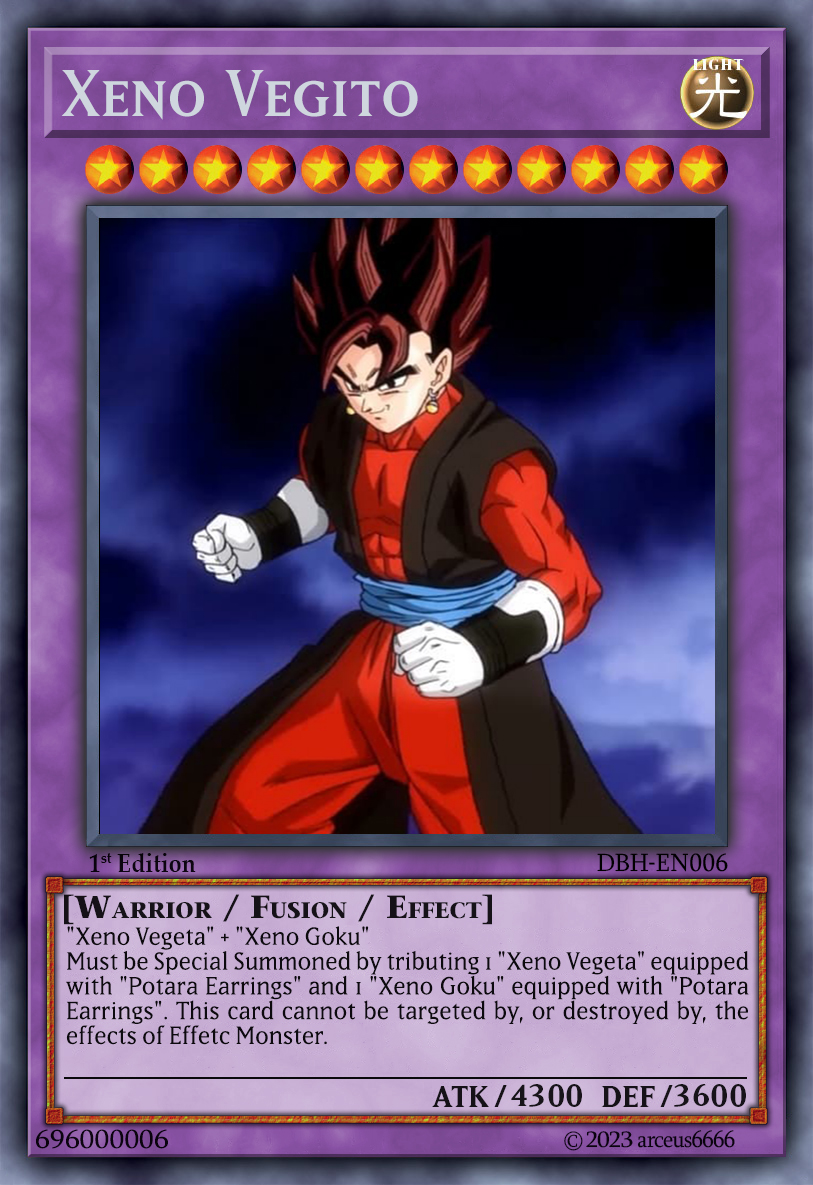 Xeno Vegito
LIGHT
光
1st Edition
DBH-EN006
[Warrior / Fusion / Effect]
"Xeno Vegeta" + "Xeno Goku"
Must be Special Summoned by tributing 1 "Xeno Vegeta" equipped
with "Potara Earrings" and 1 "Xeno Goku" equipped with "Potara
Earrings". This card cannot be targeted by, or destroyed by, the
effects of Effetc Monster.
ATK/4300 DEF/3600
696000006
©2023 arceus6666